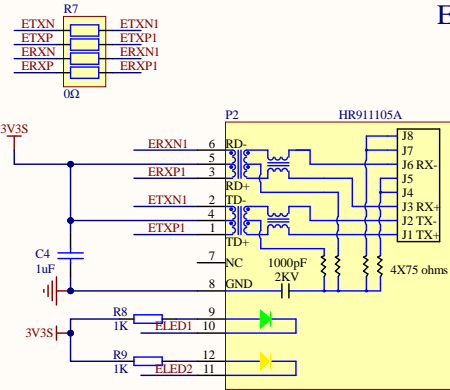 R7
E
ETXN ETXN1
ETXP ETXP1
ERXN ERXN1
ERXP ERXP1
0Ω
P2 HR911105A
3V3S
J8
ERXN1 6 RD- J7
5 J6 RX-
ERXP1 3 J5
RD+ J4
ETXN1 2 TD- J3 RX+
4 J2 TX-
ETXP1 1 J1 TX+
TD+
C4 7 NC 1000pF 4X75 ohms
1uF 2KV
8 GND
R8 9
1K ELED1 10
3V3S
R9 12
1K ELED2 11